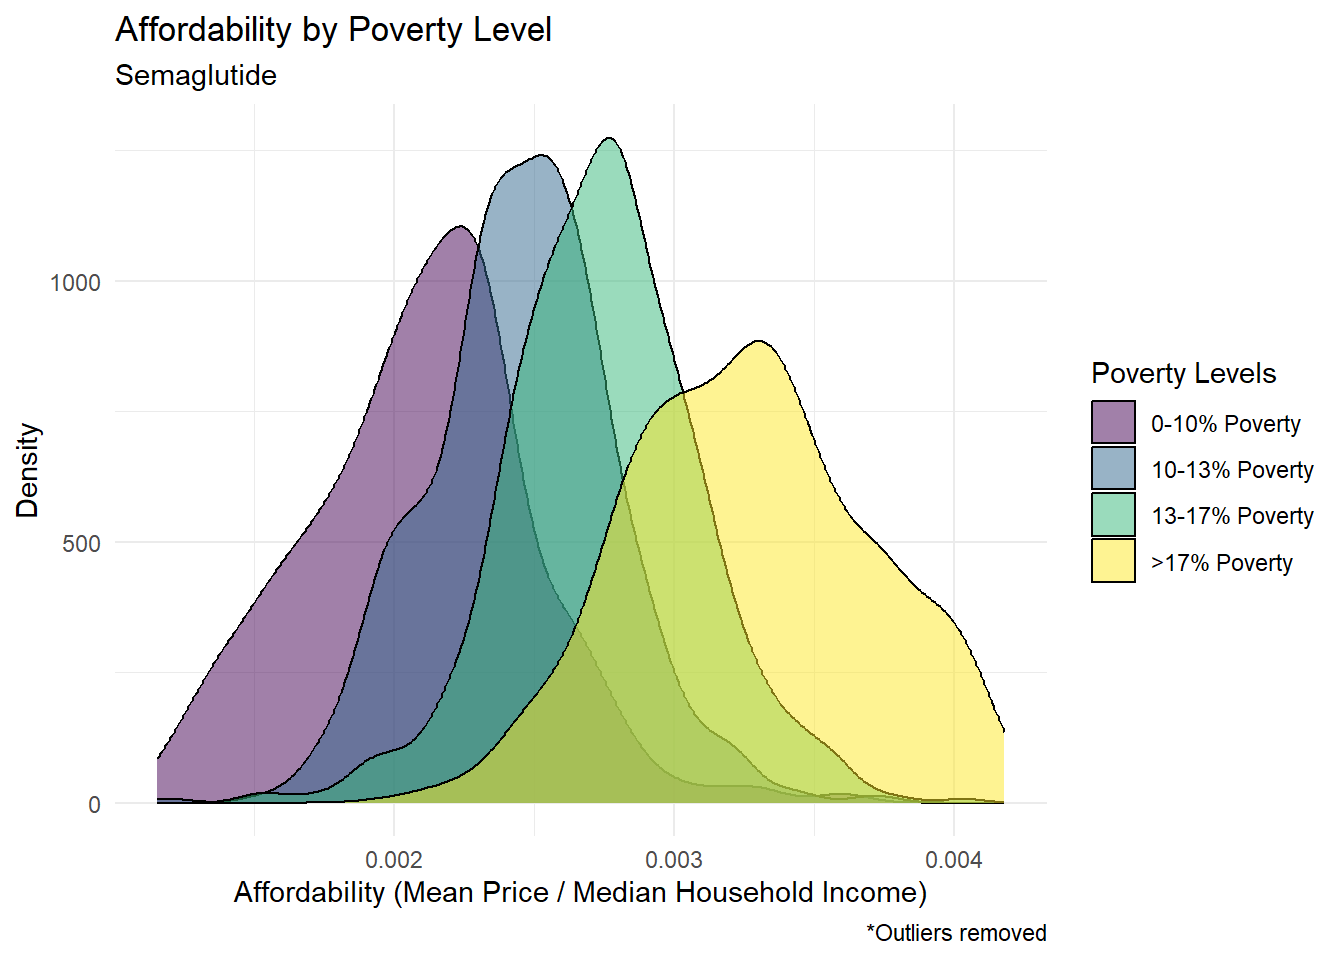 Affordability by Poverty Level
Semaglutide
Density
1000
500
0
0.002
0.003
0.004
Affordability (Mean Price / Median Household Income)
*Outliers removed
Poverty Levels
0-10% Poverty
10-13% Poverty
13-17% Poverty
>17% Poverty